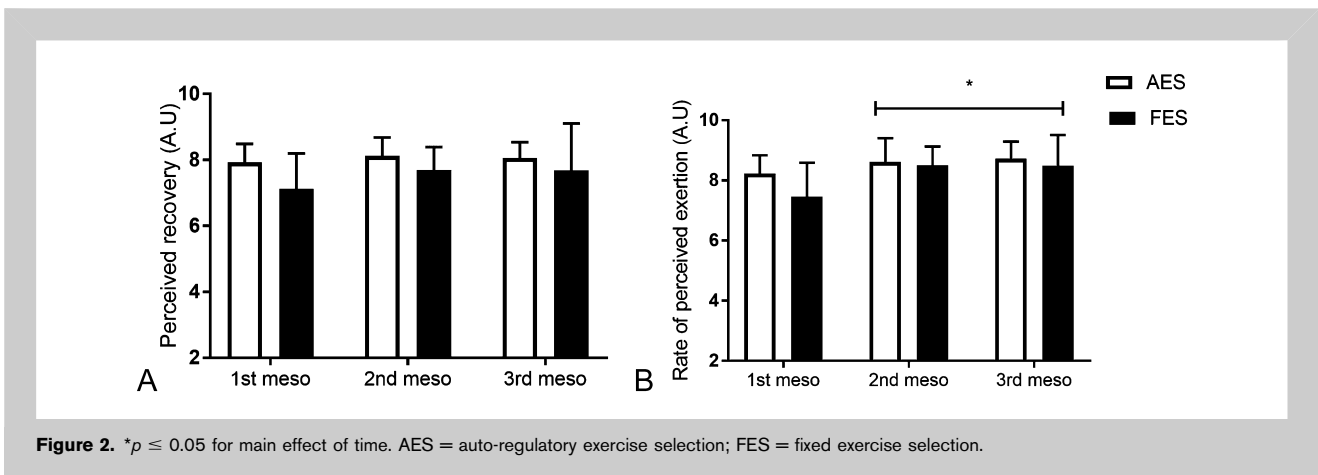 Perceived recovery (A.U)
10
8
6
4
2
1st meso 2nd meso 3rd meso
A
Rate of perceived exertion (A.U)
10
8
6
4
2
1st meso 2nd meso 3rd meso
B
*
AES
FES
Figure 2. *p ≤ 0.05 for main effect of time. AES = auto-regulatory exercise selection; FES = fixed exercise selection.